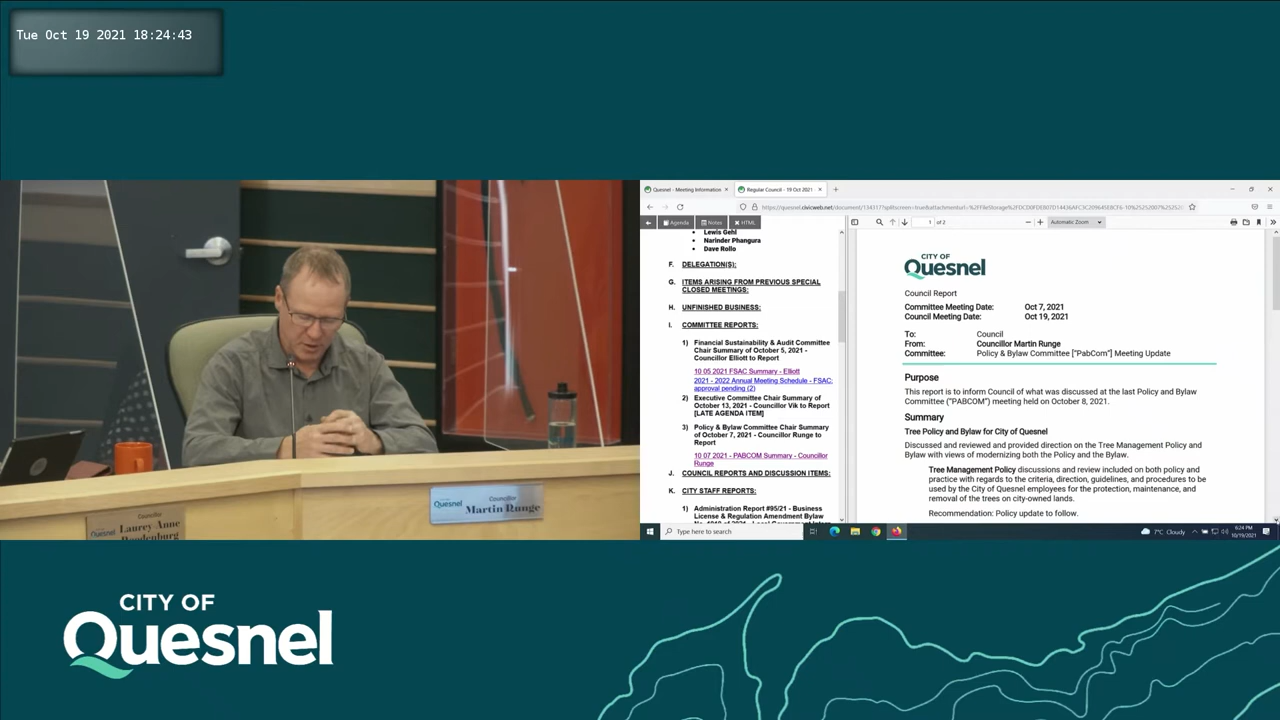 Tue Oct 19 2021 18:24:43
Councillor
Martin Runge
Quesnel
Councillor
Laurey-Anne
Quesnel - Meeting Information
Regular Council - 19 Oct 2021 -
Agenda
Notes
HTML
1 of 2
Automatic Zoom
• Lewis Gehl
• Narinder Phangura
• Dave Rollo
F. DELEGATION(S):
G. ITEMS ARISING FROM PREVIOUS SPECIAL
CLOSED MEETINGS:
H. UNFINISHED BUSINESS:
I. COMMITTEE REPORTS:
1) Financial Sustainability & Audit Committee
Chair Summary of October 5, 2021 -
Councillor Elliott to Report
10 05 2021 FSAC Summary - Elliott
2021 - 2022 Annual Meeting Schedule - FSAC:
approval pending (2)
2) Executive Committee Chair Summary of
October 13, 2021 - Councillor Vik to Report
[LATE AGENDA ITEM]
3) Policy & Bylaw Committee Chair Summary
of October 7, 2021 - Councillor Runge to
Report
10 07 2021 - PABCOM Summary - Councillor
Runge
J. COUNCIL REPORTS AND DISCUSSION ITEMS:
K. CITY STAFF REPORTS:
1) Administration Report #95/21 - Business
License & Regulation Amendment Bylaw
CITY OF
Quesnel
Council Report
Committee Meeting Date: Oct 7, 2021
Council Meeting Date: Oct 19, 2021
To: Council
From: Councillor Martin Runge
Committee: Policy & Bylaw Committee ["PabCom"] Meeting Update
Purpose
This report is to inform Council of what was discussed at the last Policy and Bylaw
Committee ("PABCOM") meeting held on October 8, 2021.
Summary
Tree Policy and Bylaw for City of Quesnel
Discussed and reviewed and provided direction on the Tree Management Policy and
Bylaw with views of modernizing both the Policy and the Bylaw.
Tree Management Policy discussions and review included on both policy and
practice with regards to the criteria, direction, guidelines, and procedures to be
used by the City of Quesnel employees for the protection, maintenance, and
removal of the trees on city-owned lands.
Recommendation: Policy update to follow.
Type here to search
7°C Cloudy
6:24 PM
10/19/2021
CITY OF
Quesnel